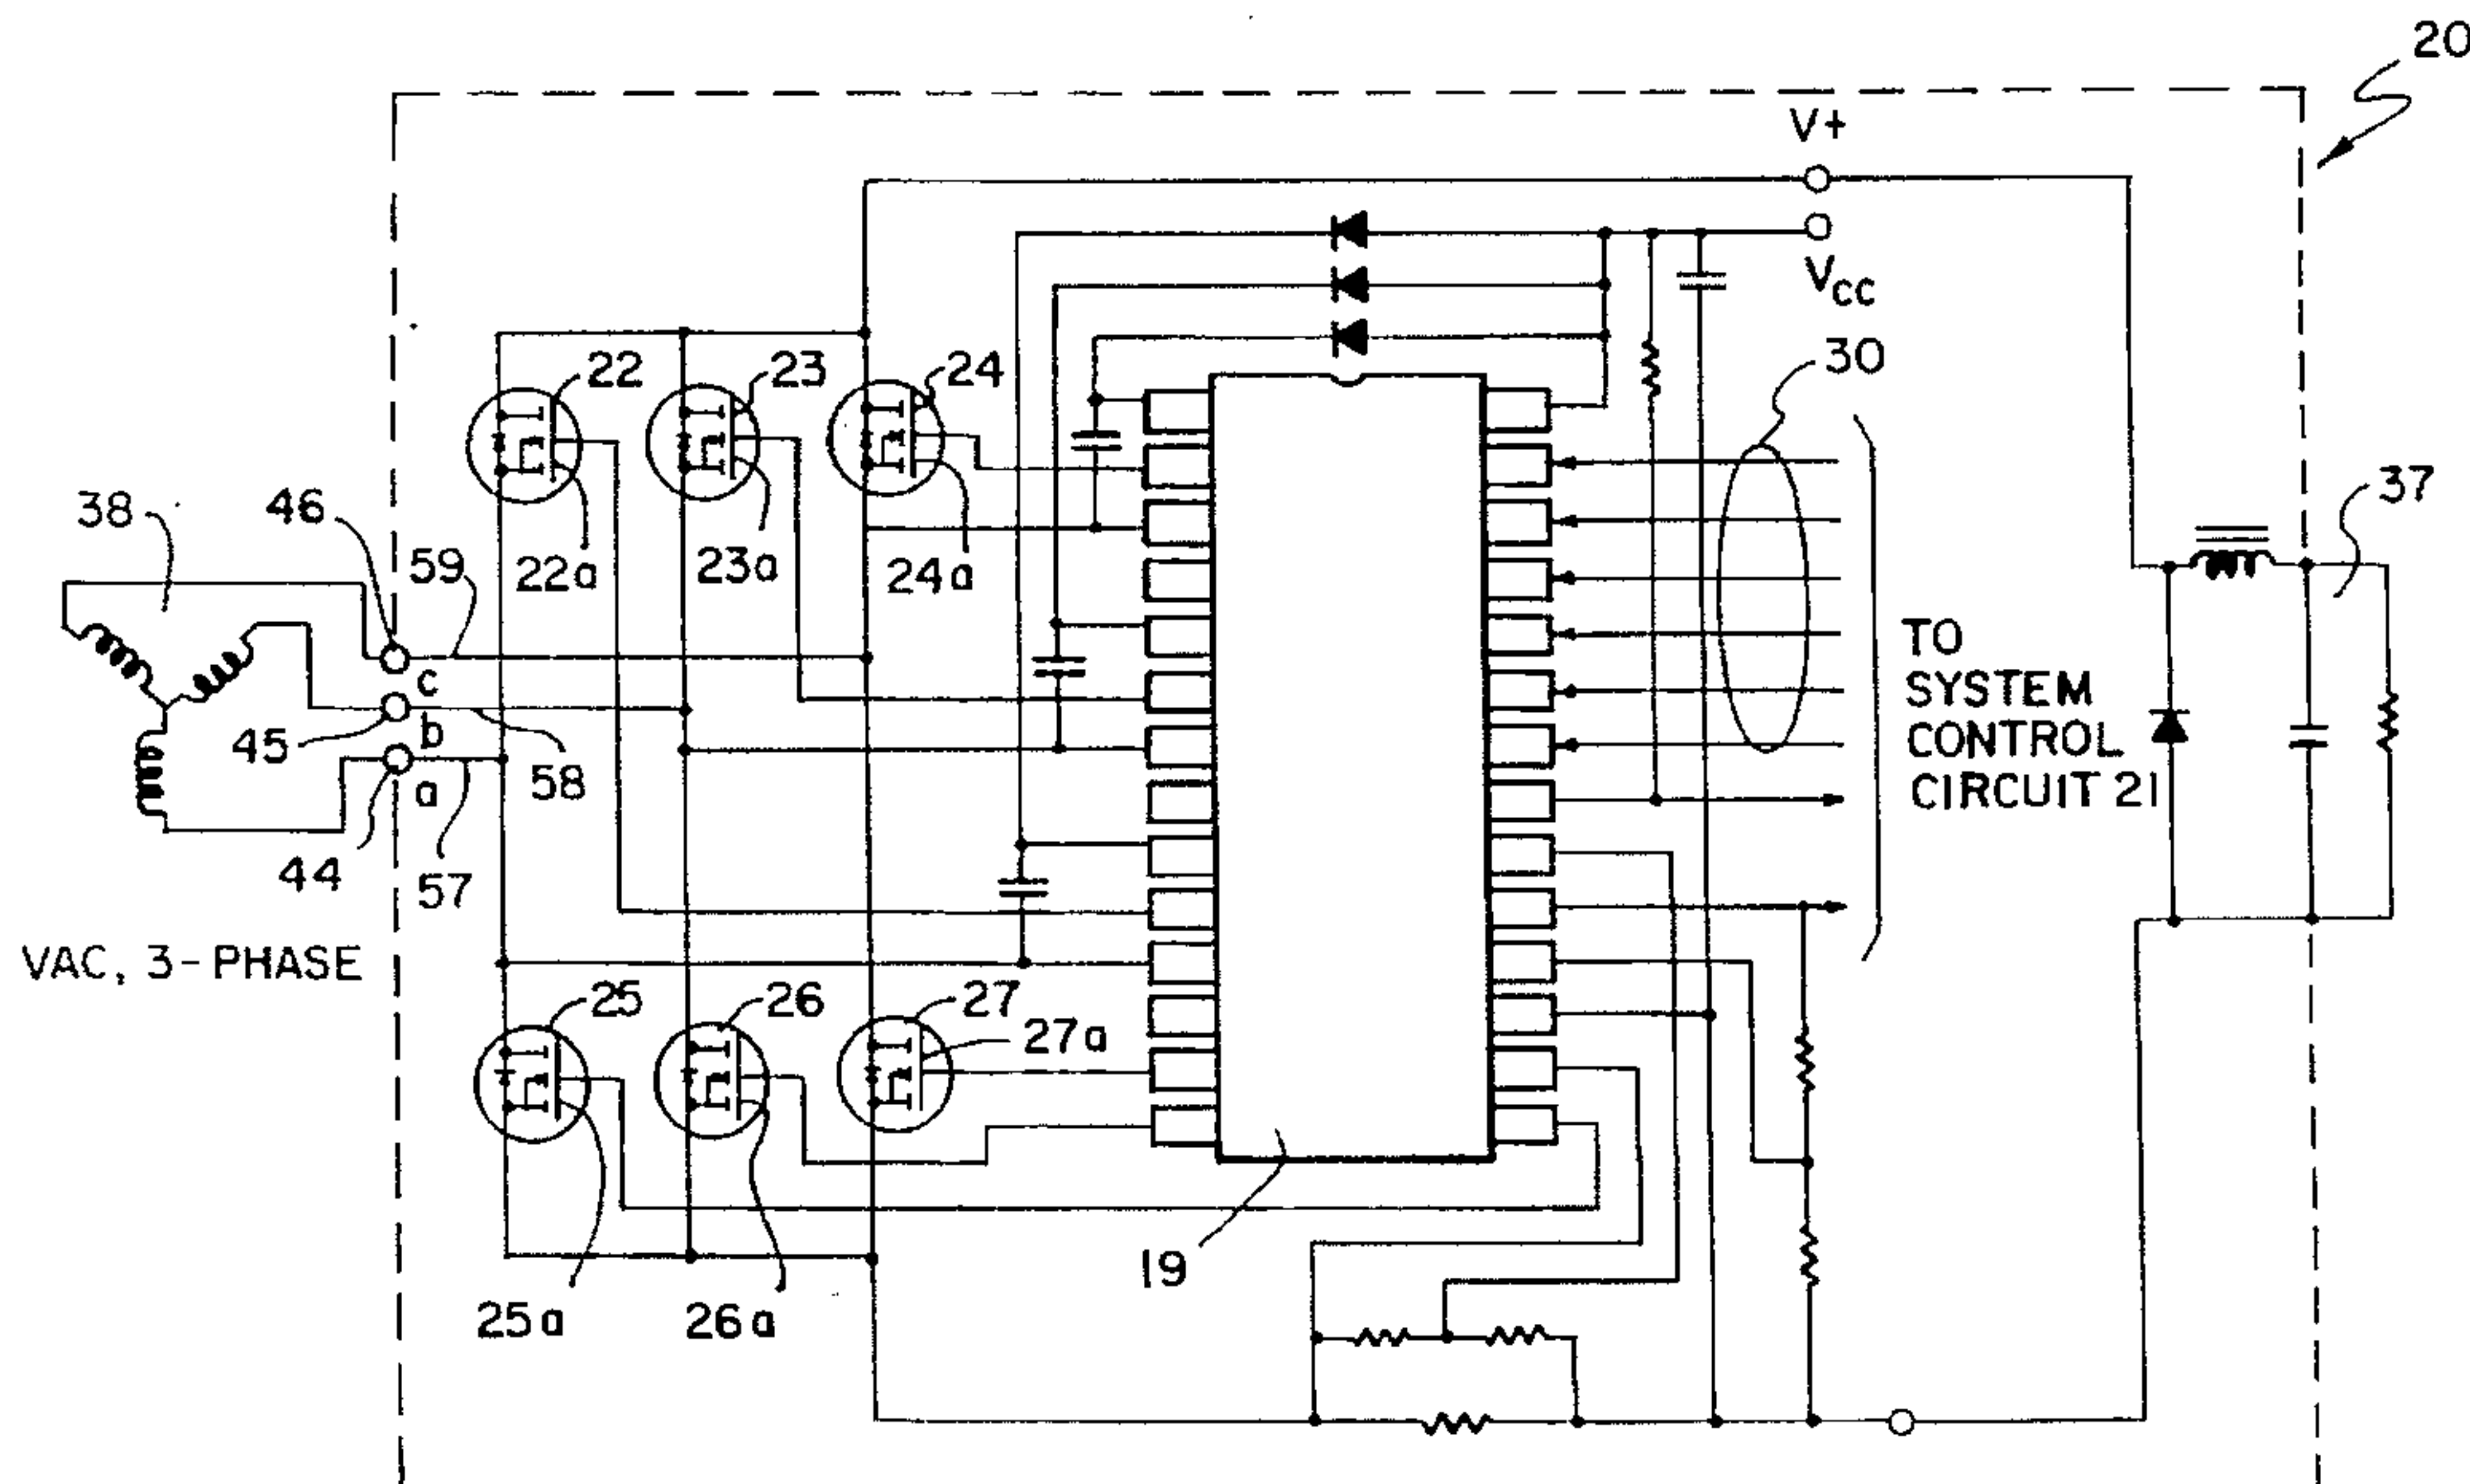 20
V+
VCC
22
23
24
30
37
38
46
59
22a
23a
24a
c
45
b
58
44
a
57
TO
SYSTEM
CONTROL
CIRCUIT 21
VAC, 3-PHASE
25
26
27
27a
19
25a
26a